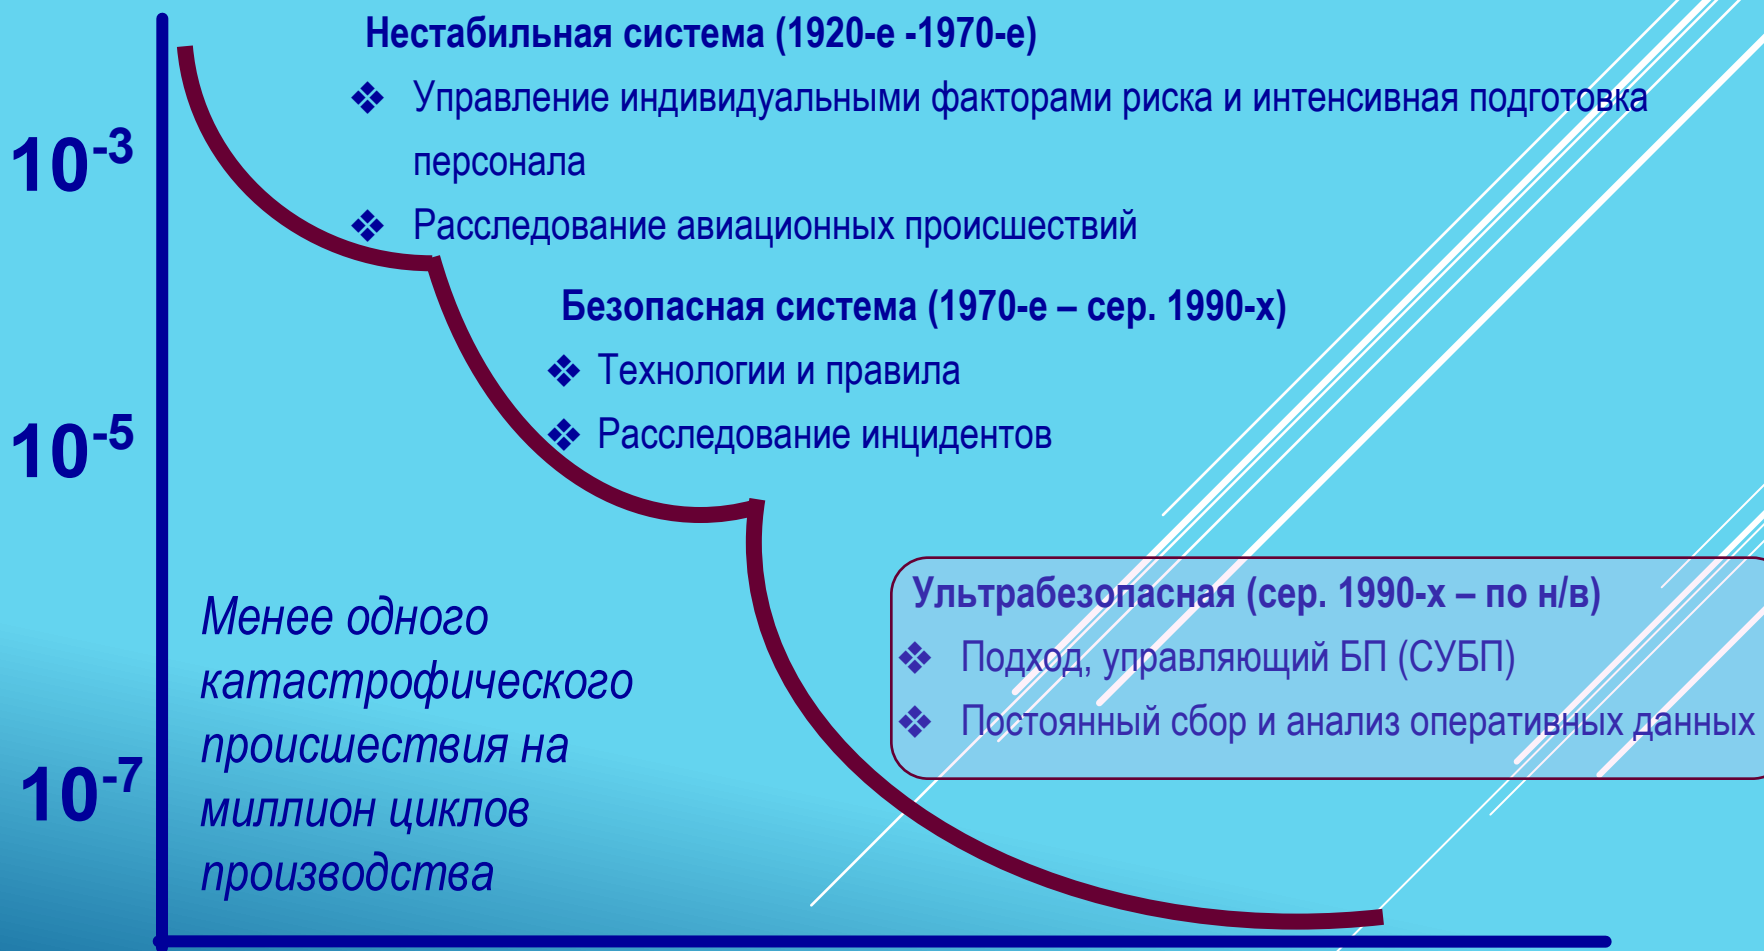 Нестабильная система (1920-е -1970-е)
❖ Управление индивидуальными факторами риска и интенсивная подготовка
персонала
❖ Расследование авиационных происшествий
10-3
Безопасная система (1970-е – сер. 1990-х)
❖ Технологии и правила
❖ Расследование инцидентов
10-5
Ультрабезопасная (сер. 1990-х – по н/в)
❖ Подход, управляющий БП (СУБП)
❖ Постоянный сбор и анализ оперативных данных
10-7
Менее одного
катастрофического
происшествия на
миллион циклов
производства